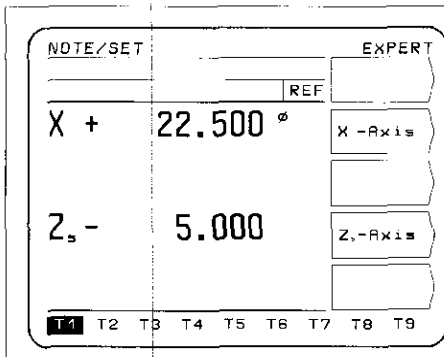 NOTE/SET EXPERT
REF
X + 22.500 ø
X-Axis
Zs- 5.000
Zs-Axis
T1 T2 T3 T4 T5 T6 T7 T8 T9